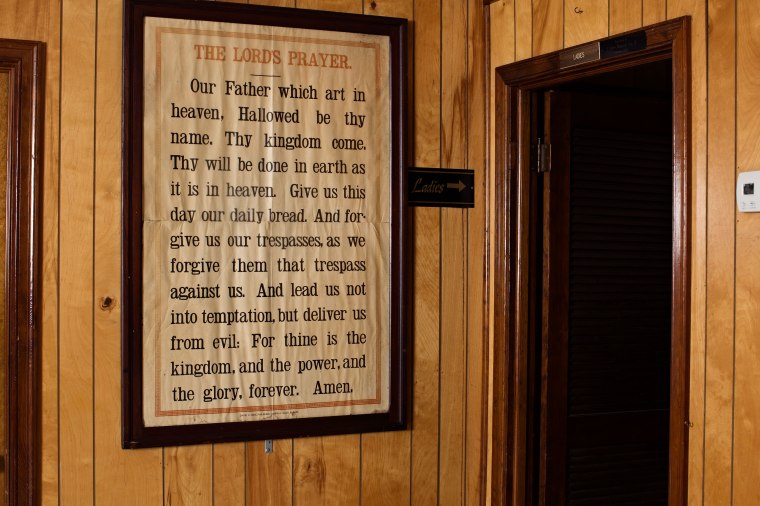 THE LORD'S PRAYER.
Our Father which art in
heaven, Hallowed be thy
name. Thy kingdom come.
Thy will be done in earth as
it is in heaven. Give us this
day our daily bread. And for-
give us our trespasses, as we
forgive them that trespass
against us. And lead us not
into temptation, but deliver us
from evil: For thine is the
kingdom, and the power, and
the glory, forever. Amen.
Ladies
LADIES